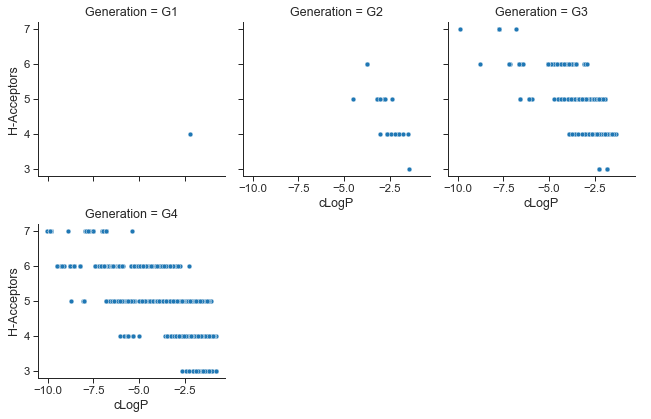 Generation = G1
Generation = G2
Generation = G3
7
6
5
4
3
H-Acceptors
−10.0 −7.5 −5.0 −2.5
cLogP
−10.0 −7.5 −5.0 −2.5
cLogP
Generation = G4
7
6
5
4
3
H-Acceptors
−10.0 −7.5 −5.0 −2.5
cLogP